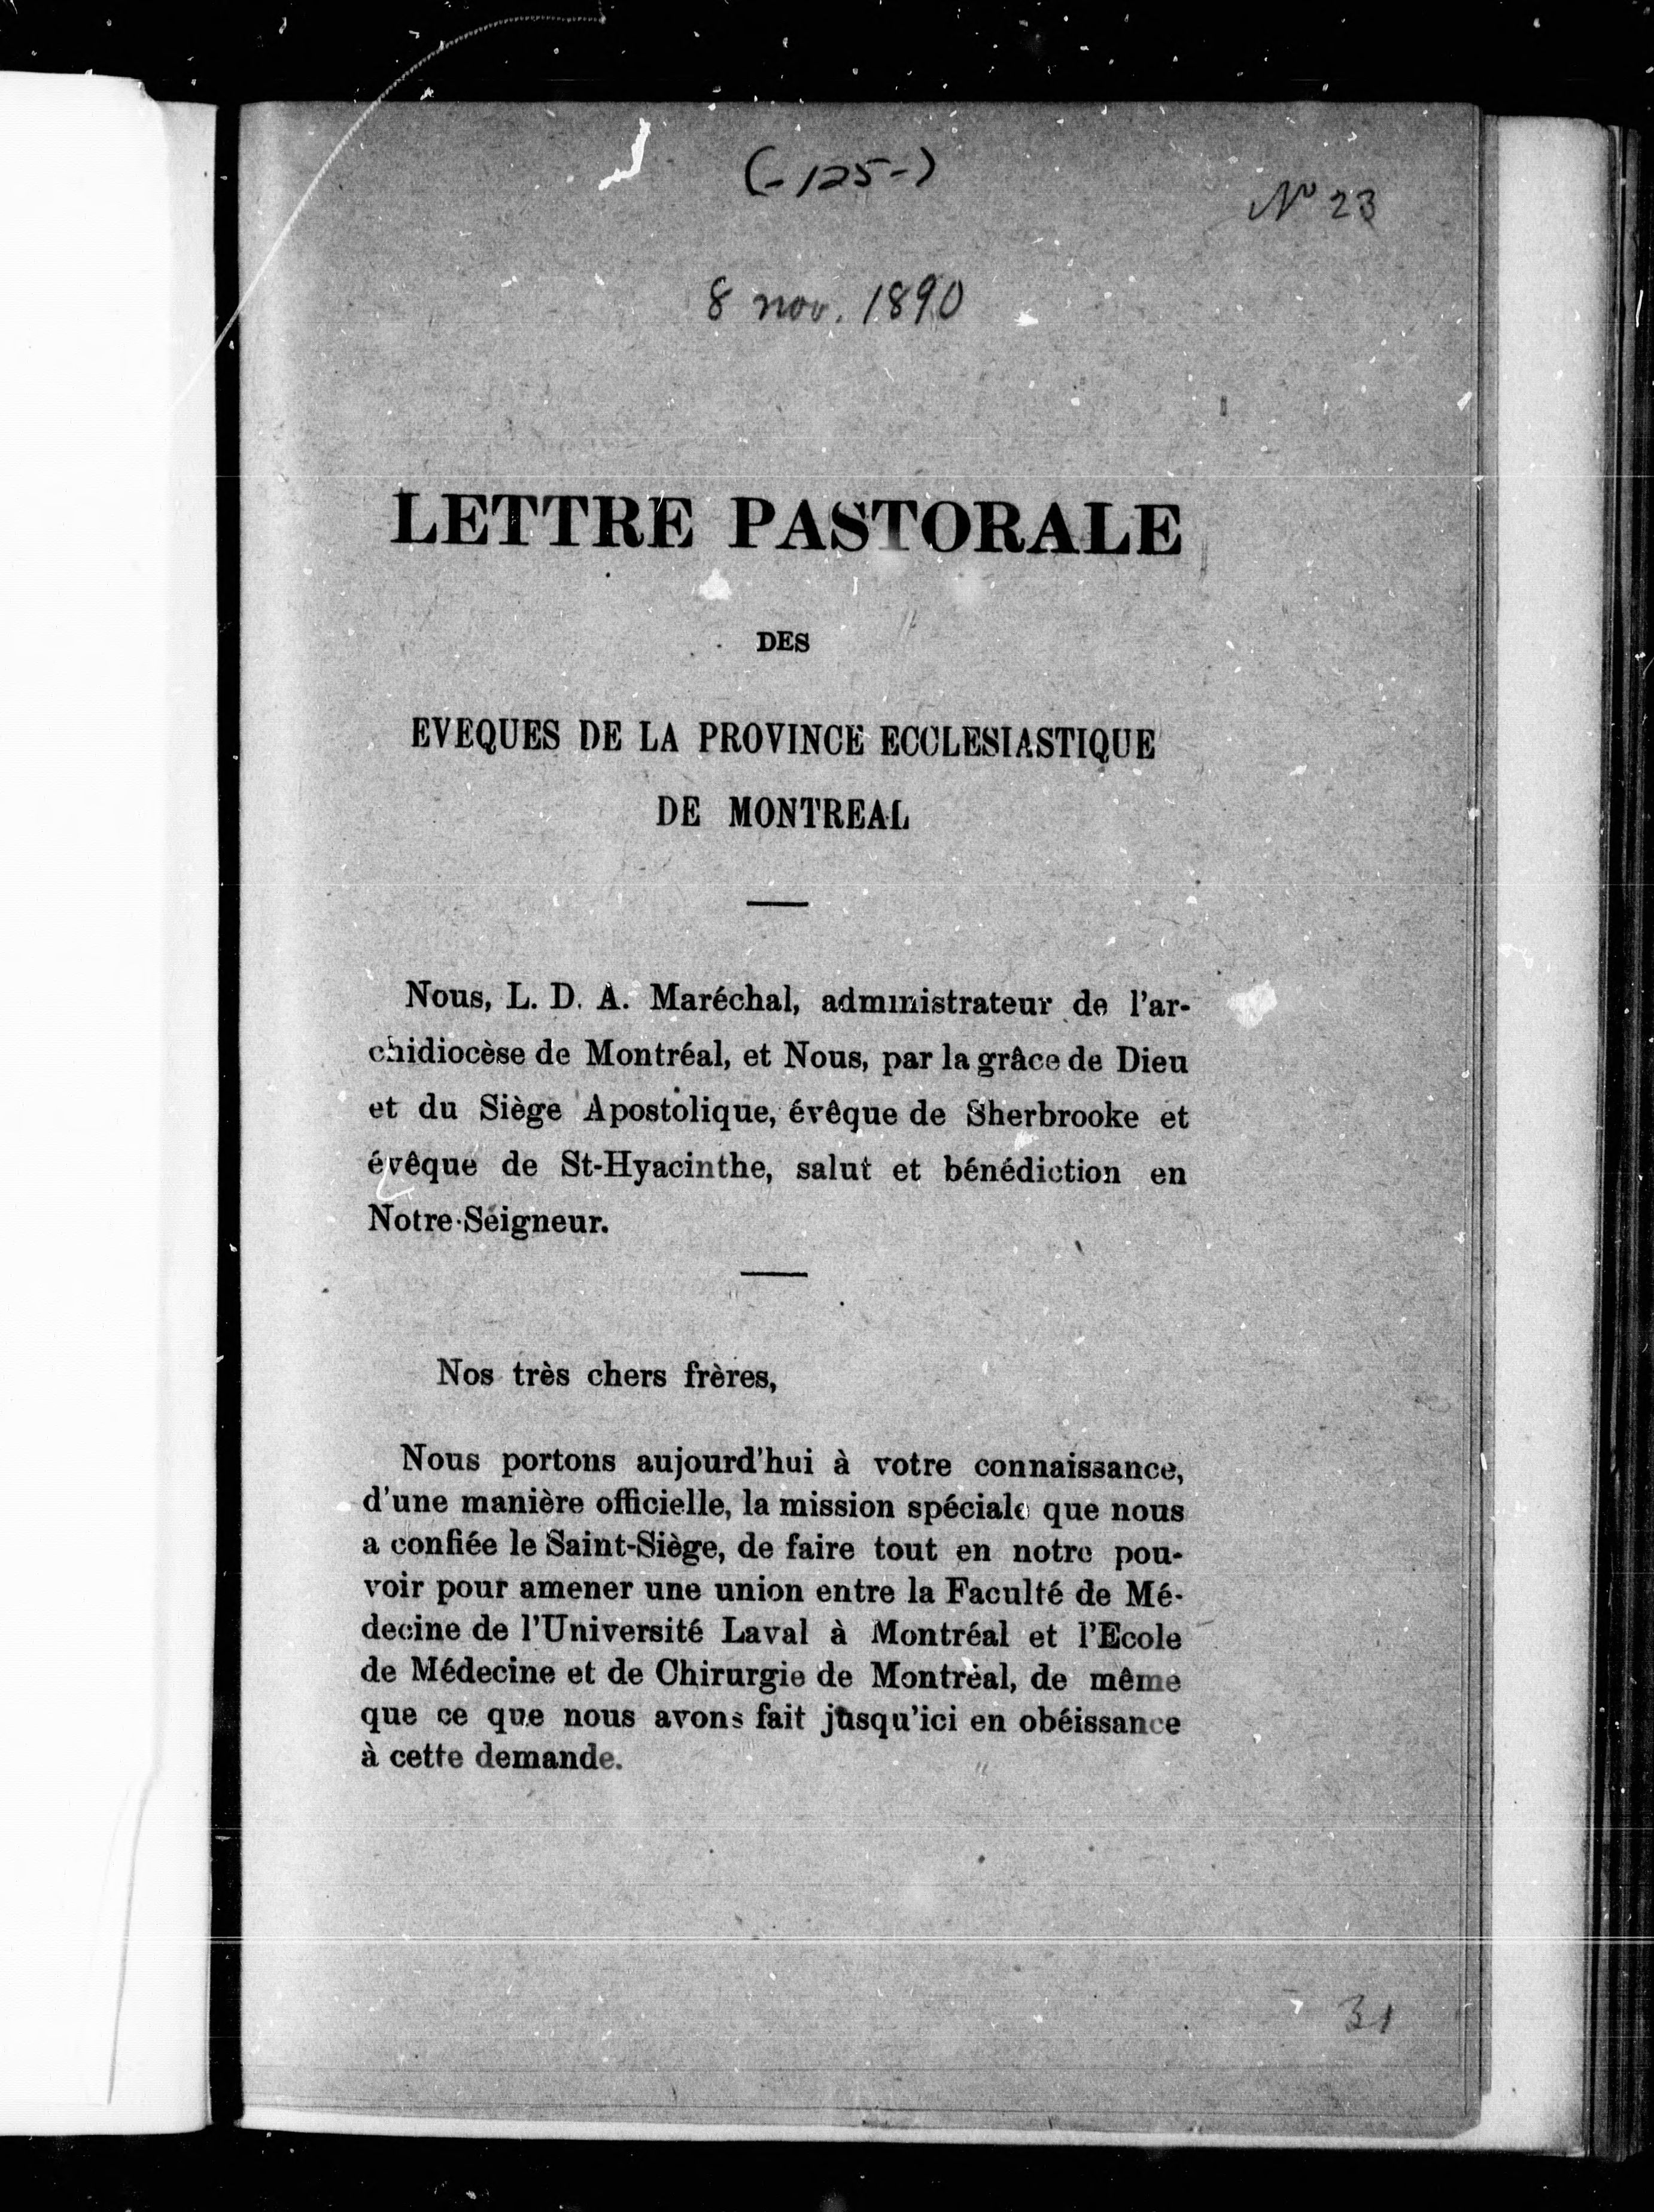 (-125-)
No 23
8 nov. 1890
LETTRE PASTORALE
DES
EVEQUES DE LA PROVINCE ECCLESIASTIQUE
DE MONTREAL
Nous, L. D. A. Maréchal, administrateur de l'ar-
chidiocèse de Montréal, et Nous, par la grâce de Dieu
et du Siège Apostolique, évêque de Sherbrooke et
évêque de St-Hyacinthe, salut et bénédiction en
Notre-Seigneur.
Nos très chers frères,
Nous portons aujourd'hui à votre connaissance,
d'une manière officielle, la mission spéciale que nous
a confiée le Saint-Siège, de faire tout en notre pou-
voir pour amener une union entre la Faculté de Mé-
decine de l'Université Laval à Montréal et l'Ecole
de Médecine et de Chirurgie de Montréal, de même
que ce que nous avons fait jusqu'ici en obéissance
à cette demande.
31